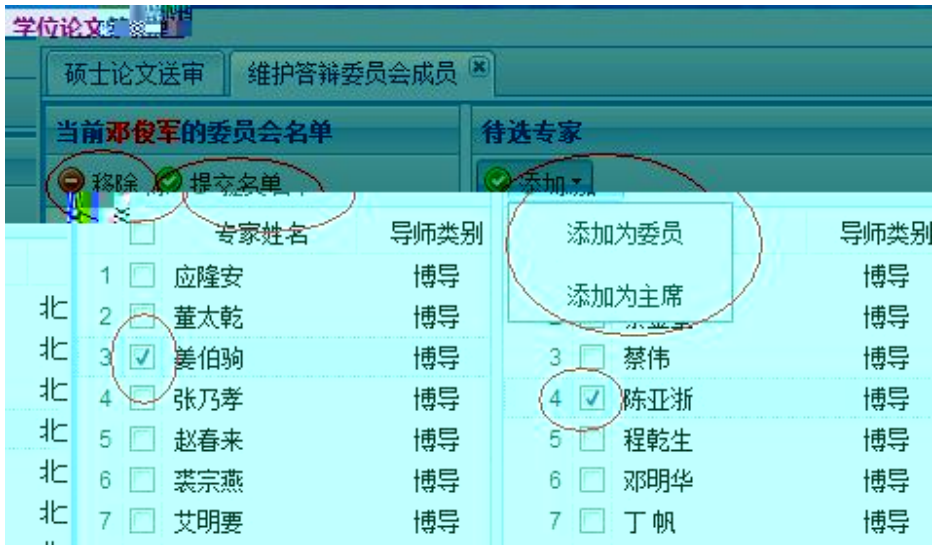 学位论文
硕士论文送审 维护答辩委员会成员
当前邓俊军的委员会名单 待选专家
移除 提交名单 添加
专家姓名 导师类别 添加为委员 导师类别
1 应隆安 博导 博导
添加为主席
北 2 董太乾 博导 博导
北 3 姜伯驹 博导 3 蔡伟 博导
北 4 张乃孝 博导 4 陈亚浙 博导
北 5 赵春来 博导 5 程乾生 博导
北 6 裘宗燕 博导 6 邓明华 博导
北 7 艾明要 博导 7 丁帆 博导